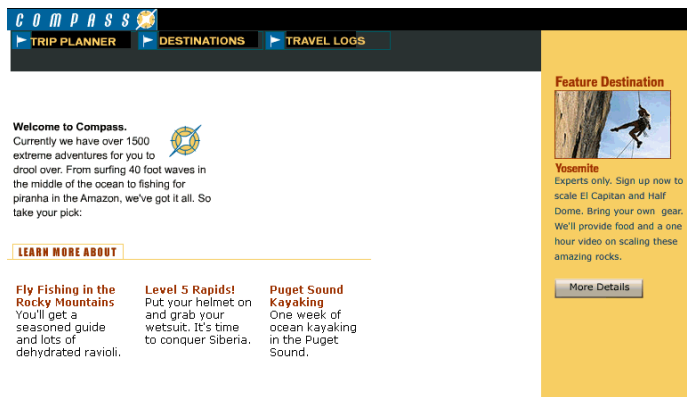 COMPASS
TRIP PLANNER
DESTINATIONS
TRAVEL LOGS
Welcome to Compass.
Currently we have over 1500
extreme adventures for you to
drool over. From surfing 40 foot waves in
the middle of the ocean to fishing for
piranha in the Amazon, we've got it all. So
take your pick:
LEARN MORE ABOUT
Fly Fishing in the
Rocky Mountains
You'll get a
seasoned guide
and lots of
dehydrated ravioli.
Level 5 Rapids!
Put your helmet on
and grab your
wetsuit. It's time
to conquer Siberia.
Puget Sound
Kayaking
One week of
ocean kayaking
in the Puget
Sound.
Feature Destination
Yosemite
Experts only. Sign up now to
scale El Capitan and Half
Dome. Bring your own gear.
We'll provide food and a one
hour video on scaling these
amazing rocks.
More Details